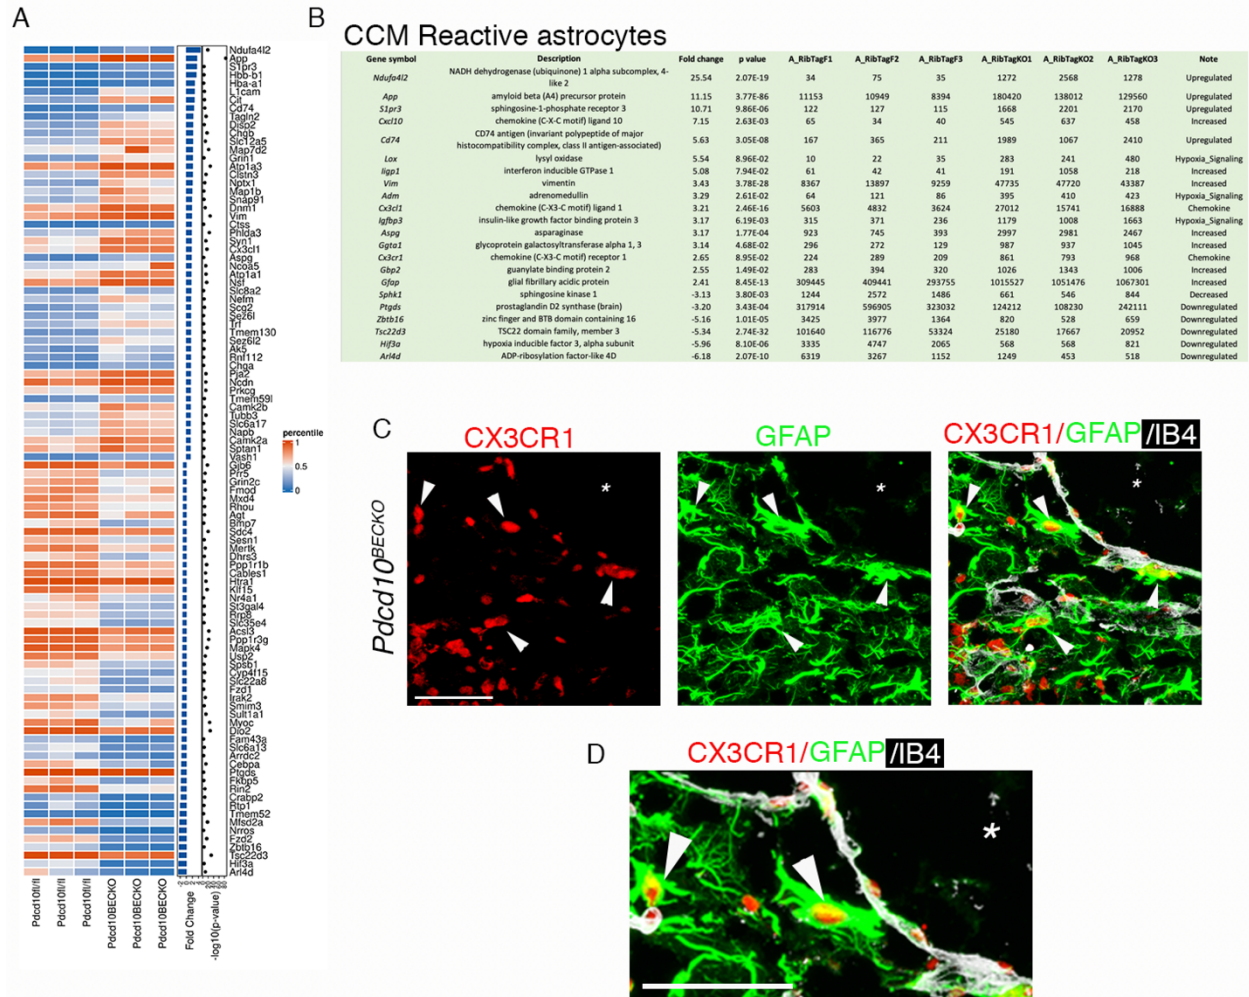 A
B
Ndufa4l2
App
S1pr3
Hbb-b1
Hba-a1
L1cam
Cit
Cd74
Tagln2
Disp2
Chgb
Slc12a5
Map7d2
Grin1
Atp1a3
Clstn3
Nptx1
Map1b
Snap91
Dnm1
Vim
Ctss
Phlda3
Syn1
Cx3cl1
Aspg
Ncoa5
Atp1a1
Nsf
Slc8a2
Nefm
Scg2
Sez6l
Trf
Tmem130
Sez6l2
Ak5
Rnf112
Chga
Pja2
Ncdn
Prkcg
Tmem59l
Camk2b
Tubb3
Slc6a17
Napb
Camk2a
Sptan1
Vash1
Gjb6
Prr5
Grin2c
Fmod
Mxd4
Rhou
Agt
Bmp7
Sdc4
Sesn1
Mertk
Dhrs3
Ppp1r1b
Cables1
Htra1
Klf15
Nr4a1
St3gal4
Rrp8
Slc35e4
Acsl3
Ppp1r3g
Mapk4
Usp2
Spsb1
Cyp4f15
Slc22a8
Fzd1
Irak2
Smim3
Sult1a1
Myoc
Dio2
Fam43a
Slc6a13
Arrdc2
Cebpa
Ptgds
Fkbp5
Rin2
Crabp2
Rtp1
Tmem52
Mfsd2a
Nrros
Fzd2
Zbtb16
Tsc22d3
Hif3a
Arl4d
percentile
1
0.5
0
Pdcd10fl/fl
Pdcd10fl/fl
Pdcd10fl/fl
Pdcd10BECKO
Pdcd10BECKO
Pdcd10BECKO
Fold Change
-log10(p-value)
CCM Reactive astrocytes
Gene symbol Description Fold change p value A_RibTagF1 A_RibTagF2 A_RibTagF3 A_RibTagKO1 A_RibTagKO2 A_RibTagKO3 Note
Ndufa4l2 NADH dehydrogenase (ubiquinone) 1 alpha subcomplex, 4-like 2 25.54 2.07E-19 34 75 35 1272 2568 1278 Upregulated
App amyloid beta (A4) precursor protein 11.15 3.77E-86 11153 10949 8394 180420 138012 129560 Upregulated
S1pr3 sphingosine-1-phosphate receptor 3 10.71 9.86E-06 122 127 115 1668 2201 2170 Upregulated
Cxcl10 chemokine (C-X-C motif) ligand 10 7.15 2.63E-03 65 34 40 545 637 458 Increased
Cd74 CD74 antigen (invariant polypeptide of major histocompatibility complex, class II antigen-associated) 5.63 3.05E-08 167 365 211 1989 1067 2410 Upregulated
Lox lysyl oxidase 5.54 8.96E-02 10 22 35 283 241 480 Hypoxia_Signaling
Iigp1 interferon inducible GTPase 1 5.08 7.94E-02 61 42 41 191 1058 218 Increased
Vim vimentin 3.43 3.78E-28 8367 13897 9259 47735 47720 43387 Increased
Adm adrenomedullin 3.29 2.61E-02 64 121 86 395 410 423 Hypoxia_Signaling
Cx3cl1 chemokine (C-X3-C motif) ligand 1 3.21 2.46E-16 5603 4832 3624 27012 15741 16888 Chemokine
Igfbp3 insulin-like growth factor binding protein 3 3.17 6.19E-03 315 371 236 1179 1008 1663 Hypoxia_Signaling
Aspg asparaginase 3.17 1.77E-04 923 745 393 2997 2981 2467 Increased
Ggta1 glycoprotein galactosyltransferase alpha 1, 3 3.14 4.68E-02 296 272 129 987 937 1045 Increased
Cx3cr1 chemokine (C-X3-C motif) receptor 1 2.65 8.95E-02 224 289 209 861 793 968 Chemokine
Gbp2 guanylate binding protein 2 2.55 1.49E-02 283 394 320 1026 1343 1006 Increased
Gfap glial fibrillary acidic protein 2.41 8.45E-13 309445 409441 293755 1015527 1051476 1067301 Increased
Sphk1 sphingosine kinase 1 -3.13 3.80E-03 1244 2572 1486 661 546 844 Decreased
Ptgds prostaglandin D2 synthase (brain) -3.20 3.43E-04 317914 596905 323032 124212 108230 242111 Downregulated
Zbtb16 zinc finger and BTB domain containing 16 -5.16 1.01E-05 3425 3977 1364 820 528 659 Downregulated
Tsc22d3 TSC22 domain family, member 3 -5.34 2.74E-32 101640 116776 53324 25180 17667 20952 Downregulated
Hif3a hypoxia inducible factor 3, alpha subunit -5.96 8.10E-06 3335 4747 2065 568 568 821 Downregulated
Arl4d ADP-ribosylation factor-like 4D -6.18 2.07E-10 6319 3267 1152 1249 453 518 Downregulated
C
CX3CR1
GFAP
CX3CR1/GFAP/IB4
Pdcd10BECKO
*
*
*
D
CX3CR1/GFAP/IB4
*